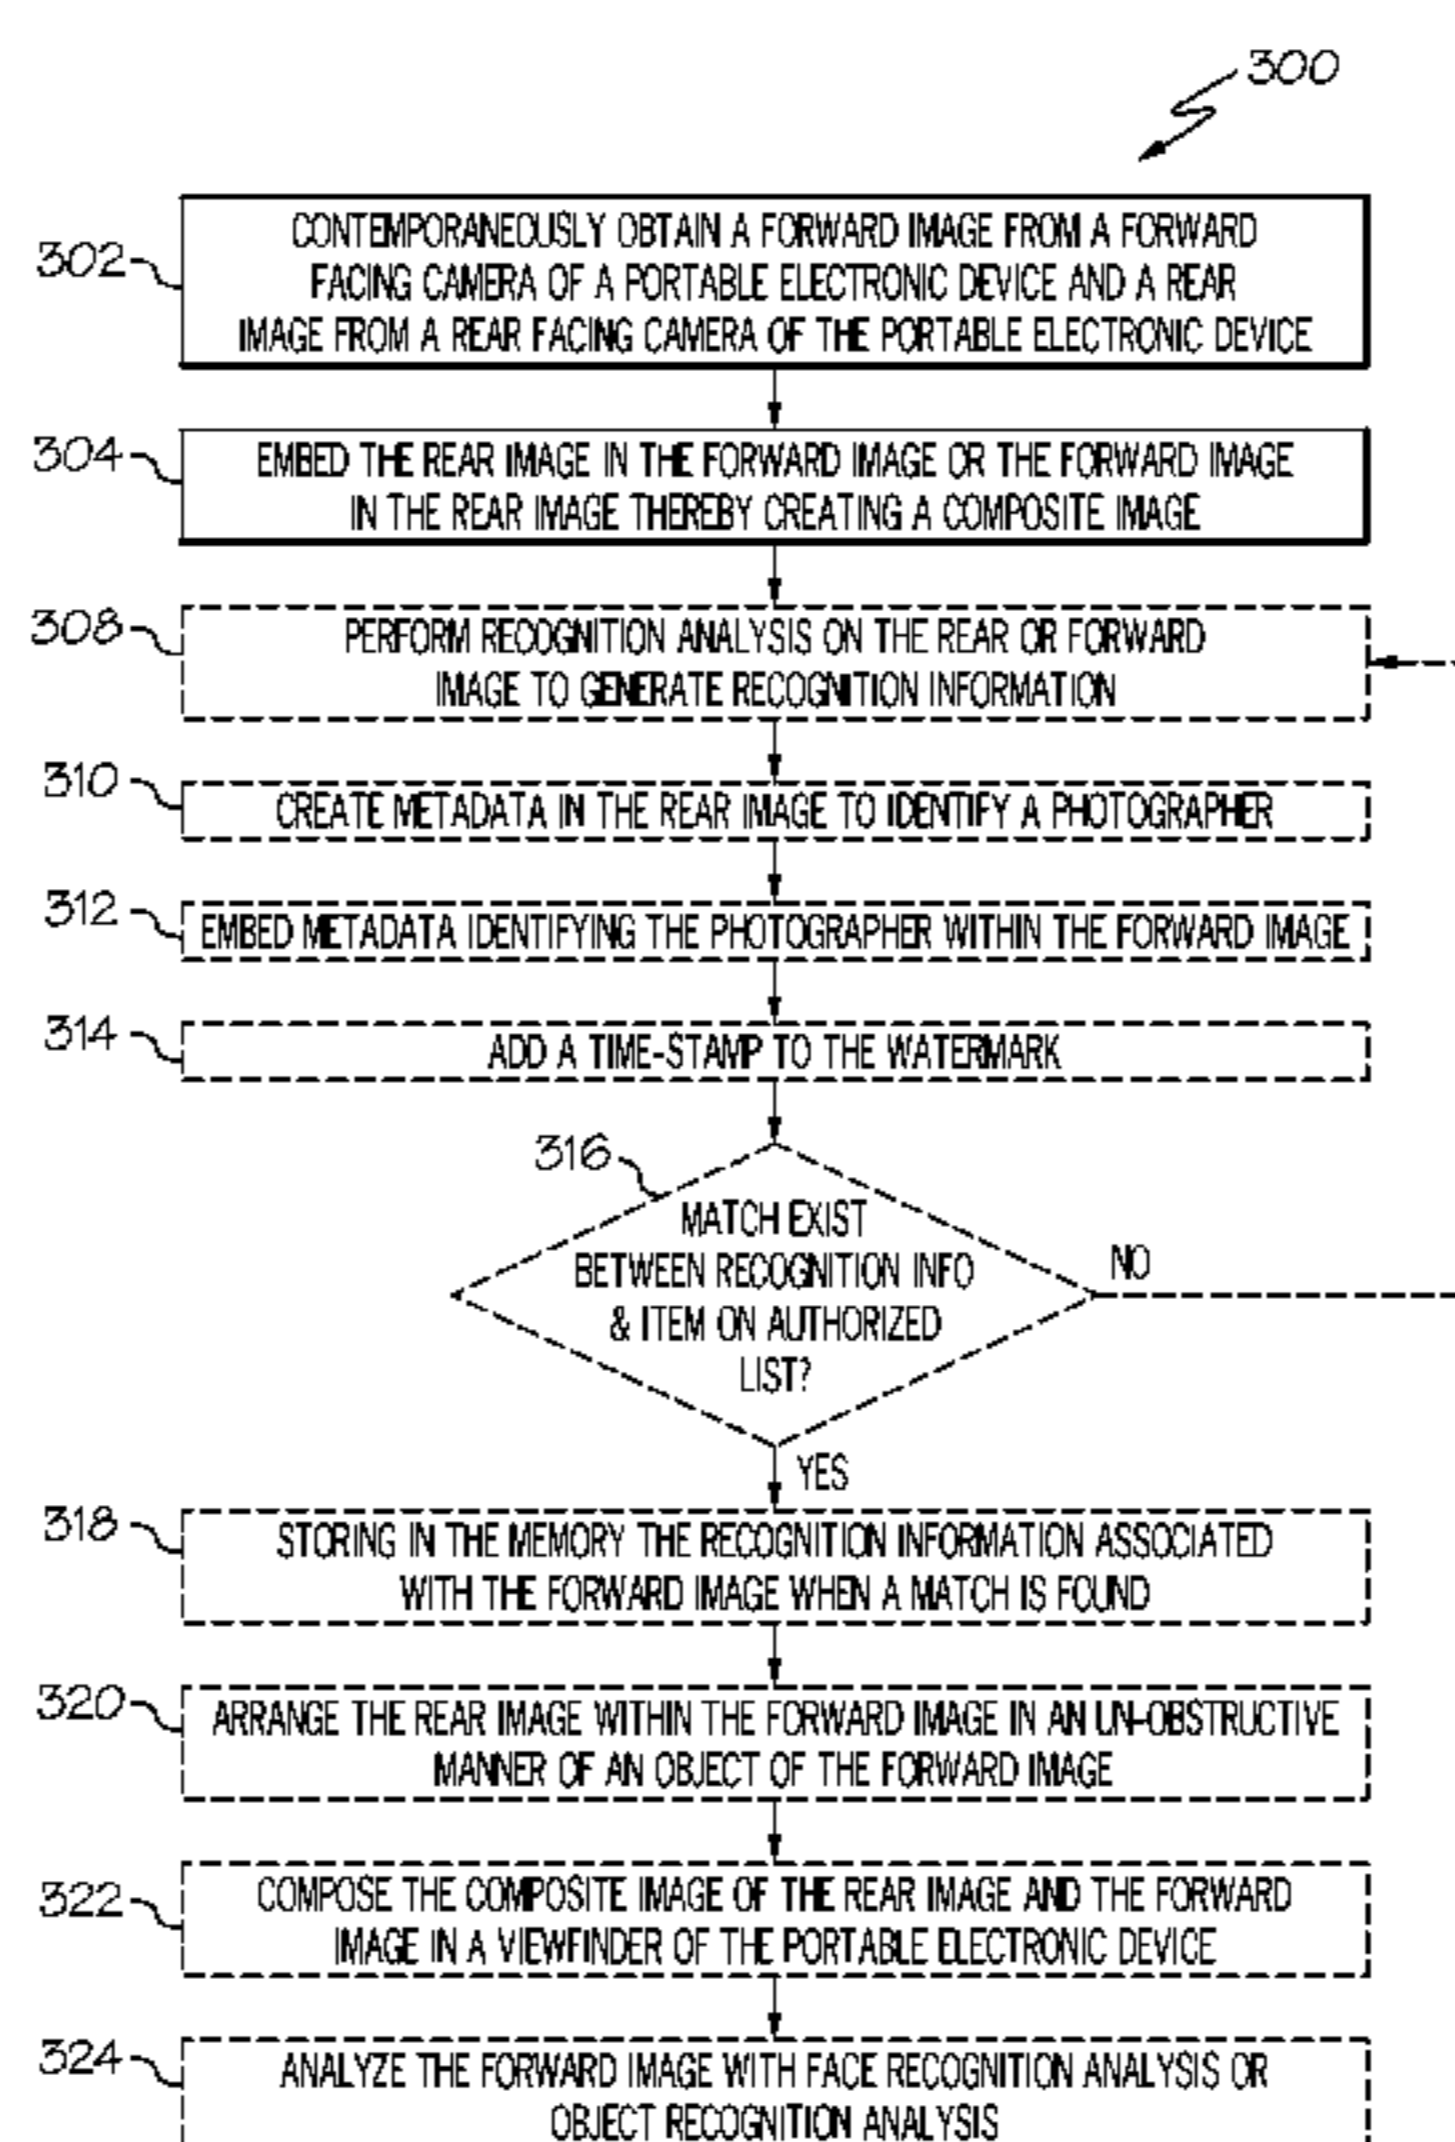 300
302
CONTEMPORANEOUSLY OBTAIN A FORWARD IMAGE FROM A FORWARD
FACING CAMERA OF A PORTABLE ELECTRONIC DEVICE AND A REAR
IMAGE FROM A REAR FACING CAMERA OF THE PORTABLE ELECTRONIC DEVICE
304
EMBED THE REAR IMAGE IN THE FORWARD IMAGE OR THE FORWARD IMAGE
IN THE REAR IMAGE THEREBY CREATING A COMPOSITE IMAGE
308
PERFORM RECOGNITION ANALYSIS ON THE REAR OR FORWARD
IMAGE TO GENERATE RECOGNITION INFORMATION
310
CREATE METADATA IN THE REAR IMAGE TO IDENTIFY A PHOTOGRAPHER
312
EMBED METADATA IDENTIFYING THE PHOTOGRAPHER WITHIN THE FORWARD IMAGE
314
ADD A TIME-STAMP TO THE WATERMARK
316
MATCH EXIST
BETWEEN RECOGNITION INFO
& ITEM ON AUTHORIZED
LIST?
NO
YES
318
STORING IN THE MEMORY THE RECOGNITION INFORMATION ASSOCIATED
WITH THE FORWARD IMAGE WHEN A MATCH IS FOUND
320
ARRANGE THE REAR IMAGE WITHIN THE FORWARD IMAGE IN AN UN-OBSTRUCTIVE
MANNER OF AN OBJECT OF THE FORWARD IMAGE
322
COMPOSE THE COMPOSITE IMAGE OF THE REAR IMAGE AND THE FORWARD
IMAGE IN A VIEWFINDER OF THE PORTABLE ELECTRONIC DEVICE
324
ANALYZE THE FORWARD IMAGE WITH FACE RECOGNITION ANALYSIS OR
OBJECT RECOGNITION ANALYSIS